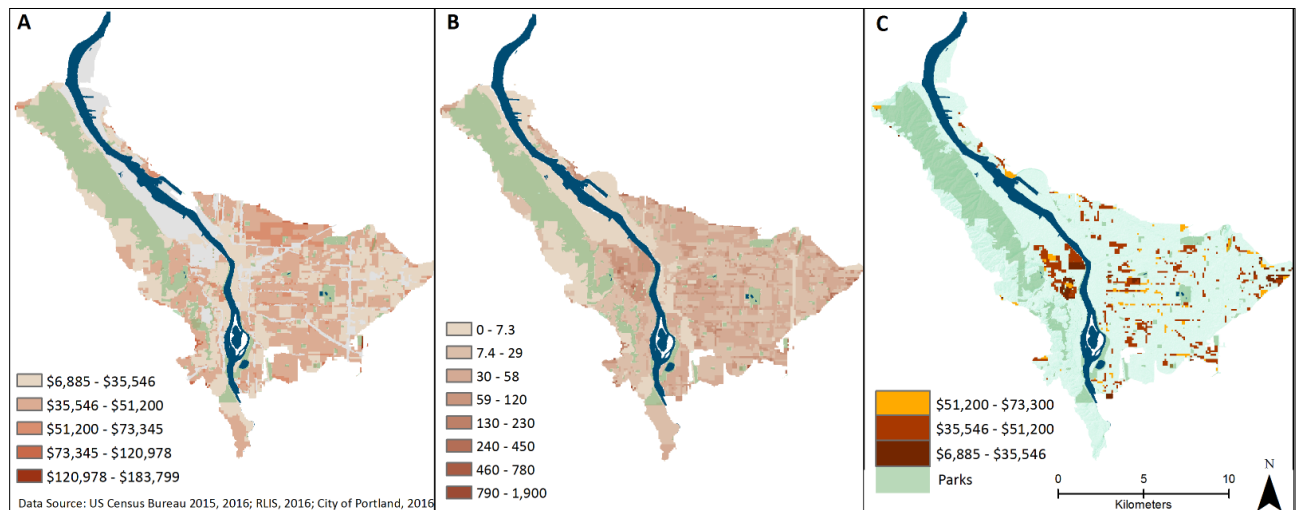 A
$6,885 - $35,546
$35,546 - $51,200
$51,200 - $73,345
$73,345 - $120,978
$120,978 - $183,799
Data Source: US Census Bureau 2015, 2016; RLIS, 2016; City of Portland, 2016
B
0 - 7.3
7.4 - 29
30 - 58
59 - 120
130 - 230
240 - 450
460 - 780
790 - 1,900
C
$51,200 - $73,300
$35,546 - $51,200
$6,885 - $35,546
Parks
N
0 5 10
Kilometers